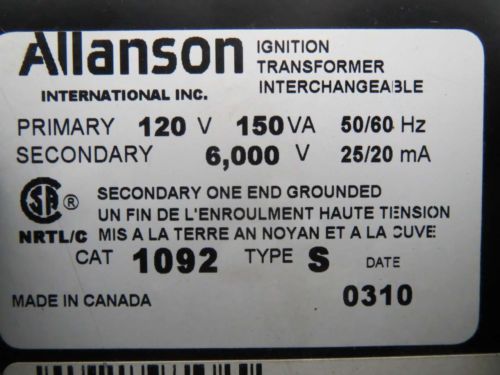 Allanson IGNITION
TRANSFORMER
INTERNATIONAL INC. INTERCHANGEABLE
PRIMARY 120 V 150 VA 50/60 Hz
SECONDARY 6,000 V 25/20 mA
SA ® SECONDARY ONE END GROUNDED
UN FIN DE L'ENROULMENT HAUTE TENSION
NRTL/C MIS A LA TERRE AN NOYAN ET A LA CUVE
CAT 1092 TYPE S DATE
MADE IN CANADA 0310